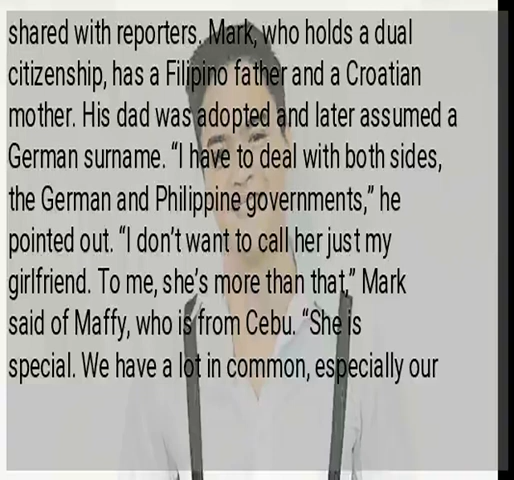 shared with reporters. Mark, who holds a dual
citizenship, has a Filipino father and a Croatian
mother. His dad was adopted and later assumed a
German surname. “I have to deal with both sides,
the German and Philippine governments,” he
pointed out. “I don’t want to call her just my
girlfriend. To me, she’s more than that,” Mark
said of Maffy, who is from Cebu. “She is
special. We have a lot in common, especially our